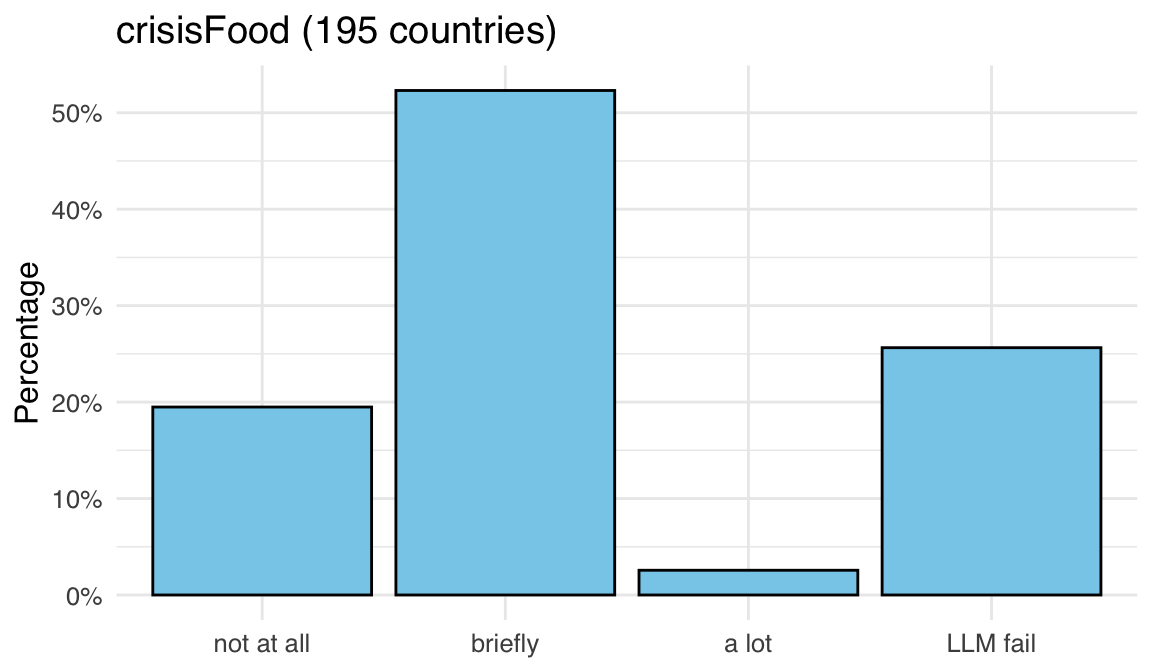 crisisFood (195 countries)
Percentage
50%
40%
30%
20%
10%
0%
not at all
briefly
a lot
LLM fail